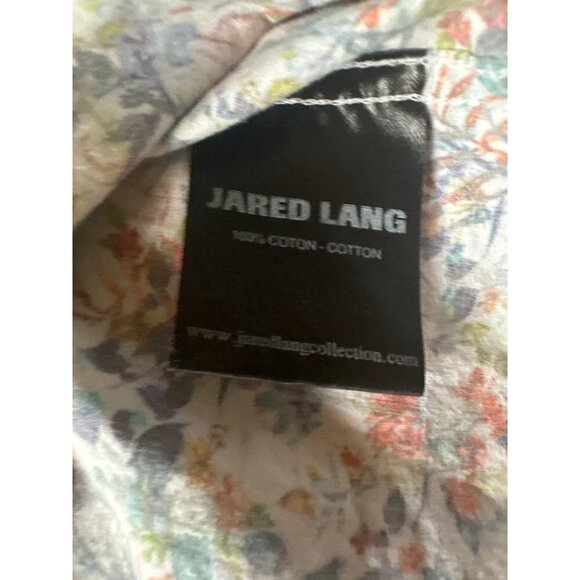 JARED LANG
100% COTON - COTTON
www.jaredlangcollection.com